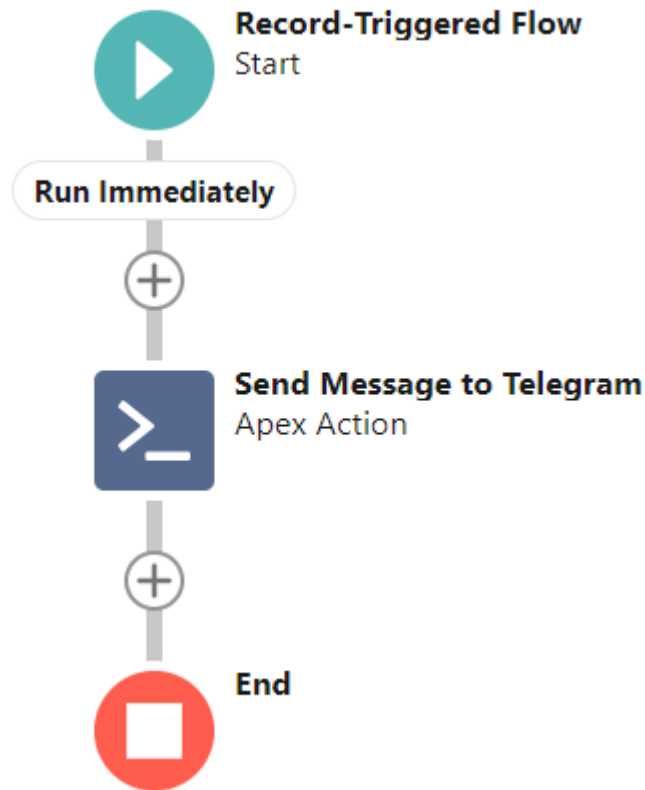 Record-Triggered Flow
Start
Run Immediately
Send Message to Telegram
Apex Action
End